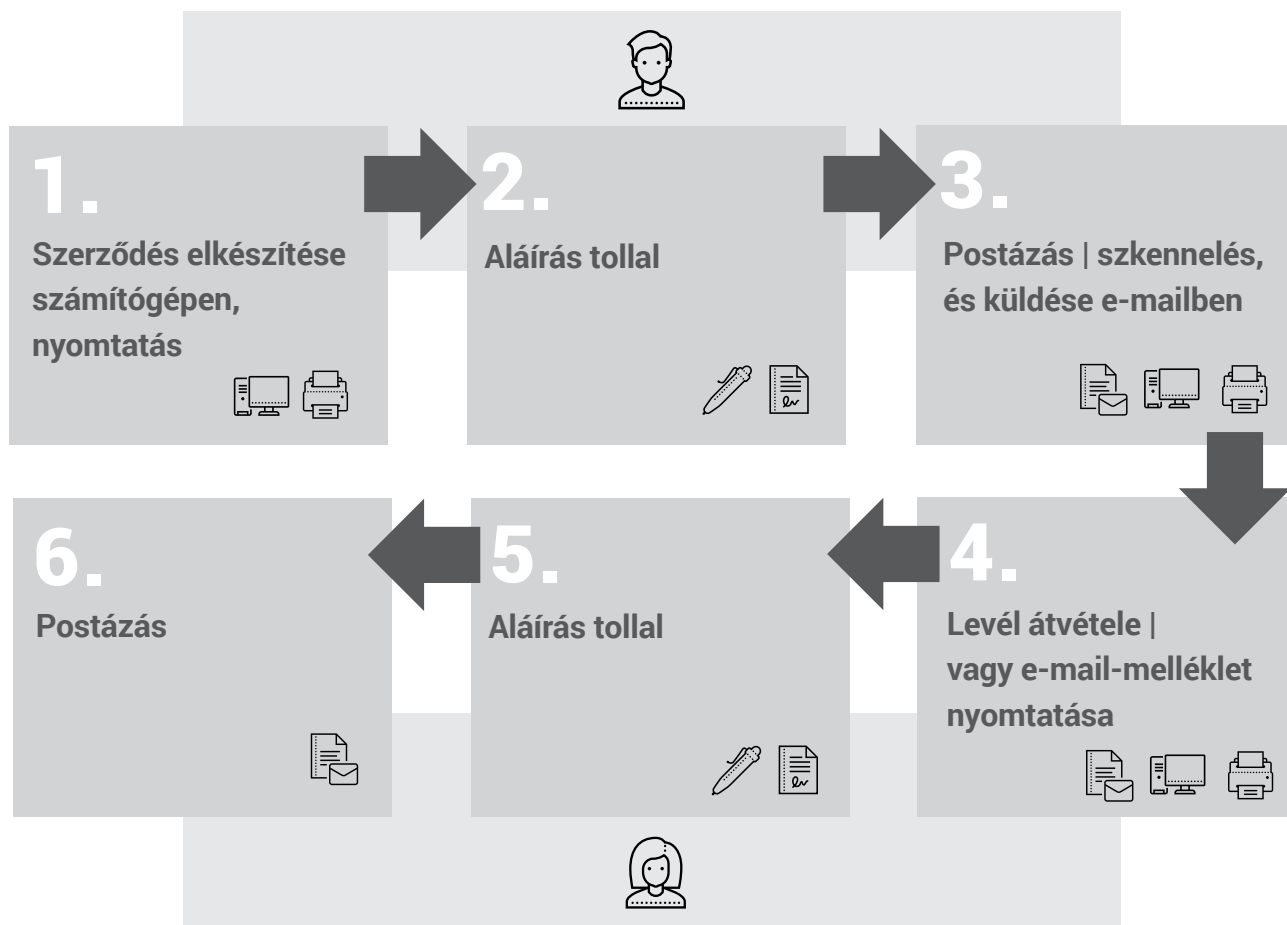 1.
Szerződés elkészítése
számítógépen,
nyomtatás
2.
Aláírás tollal
3.
Postázás | szkennelés,
és küldése e-mailben
4.
Levél átvétele |
vagy e-mail-melléklet
nyomtatása
5.
Aláírás tollal
6.
Postázás